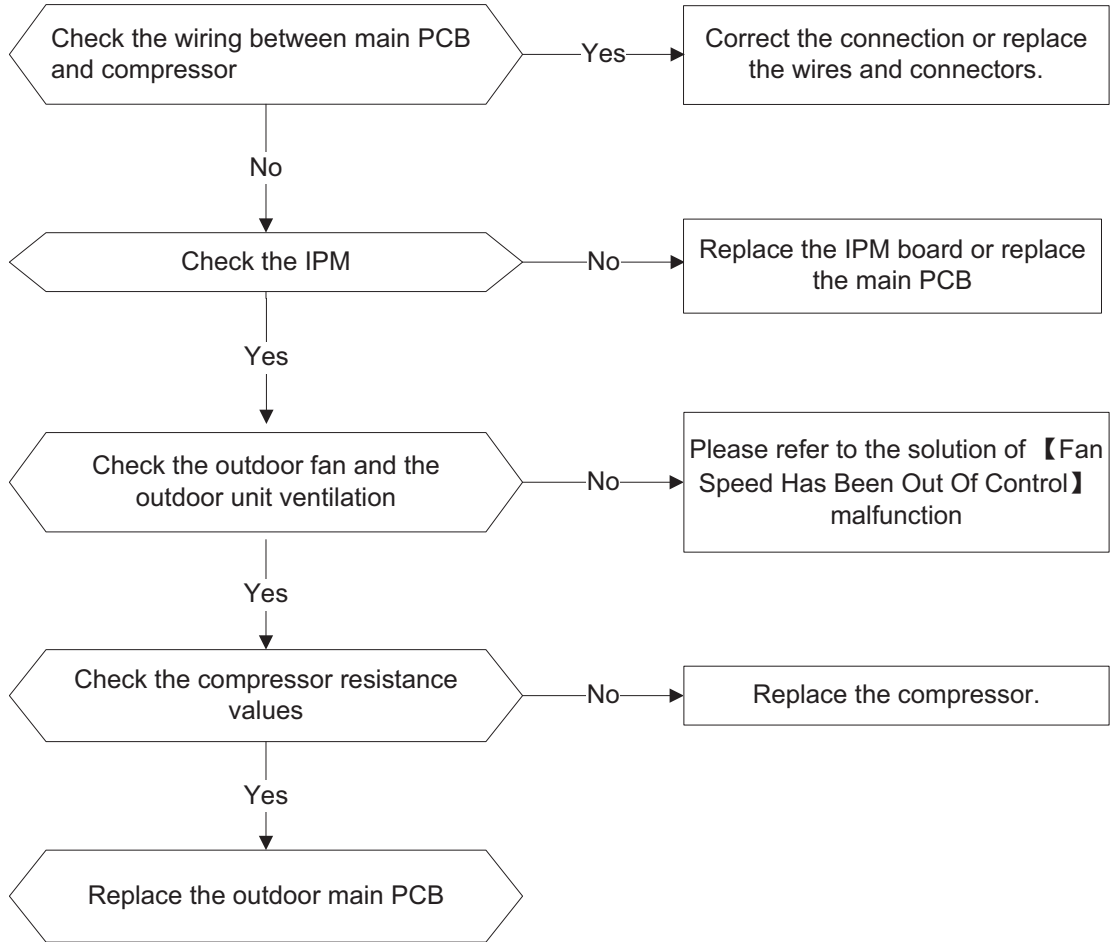 Check the wiring between main PCB
and compressor
Yes
Correct the connection or replace
the wires and connectors.
No
Check the IPM
No
Replace the IPM board or replace
the main PCB
Yes
Check the outdoor fan and the
outdoor unit ventilation
No
Please refer to the solution of 【Fan
Speed Has Been Out Of Control】
malfunction
Yes
Check the compressor resistance
values
No
Replace the compressor.
Yes
Replace the outdoor main PCB